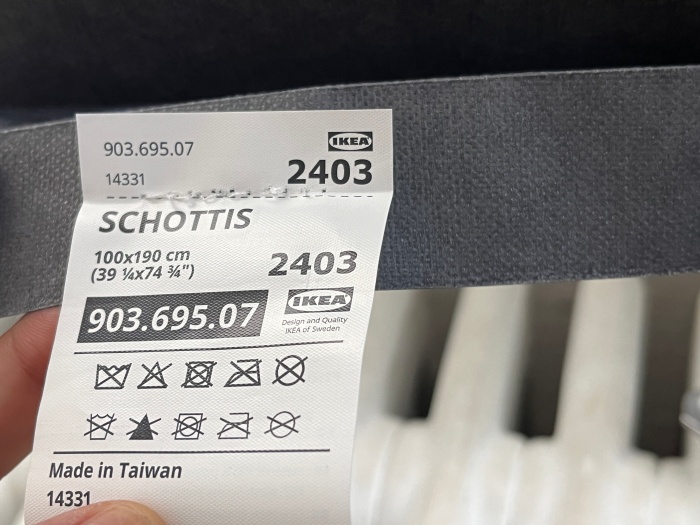 903.695.07
IKEA
14331
2403
SCHOTTIS
100x190 cm
(39 ¼x74 ¾")
2403
903.695.07
IKEA
Design and Quality
IKEA of Sweden
Made in Taiwan
14331